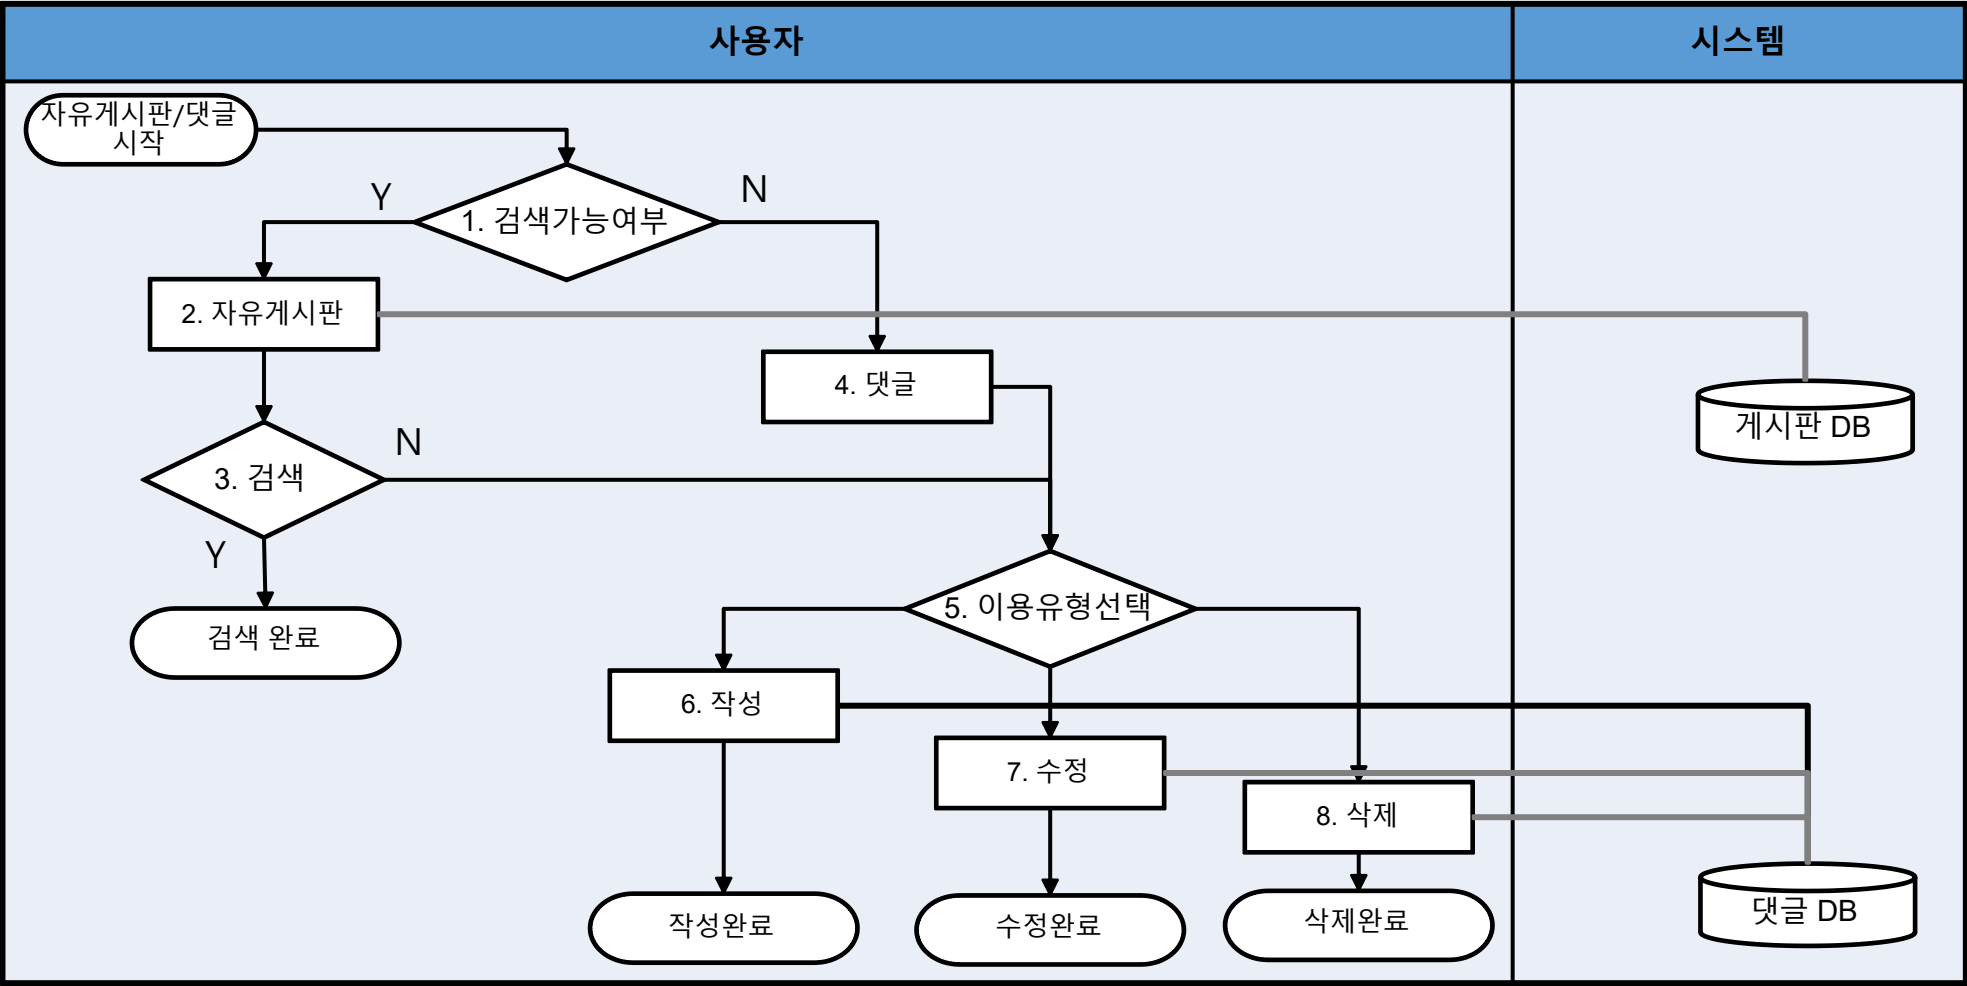 사용자
시스템
자유게시판/댓글
시작
Y
N
1. 검색가능여부
2. 자유게시판
4. 댓글
게시판 DB
N
3. 검색
Y
검색 완료
5. 이용유형선택
6. 작성
7. 수정
8. 삭제
작성완료
수정완료
삭제완료
댓글 DB